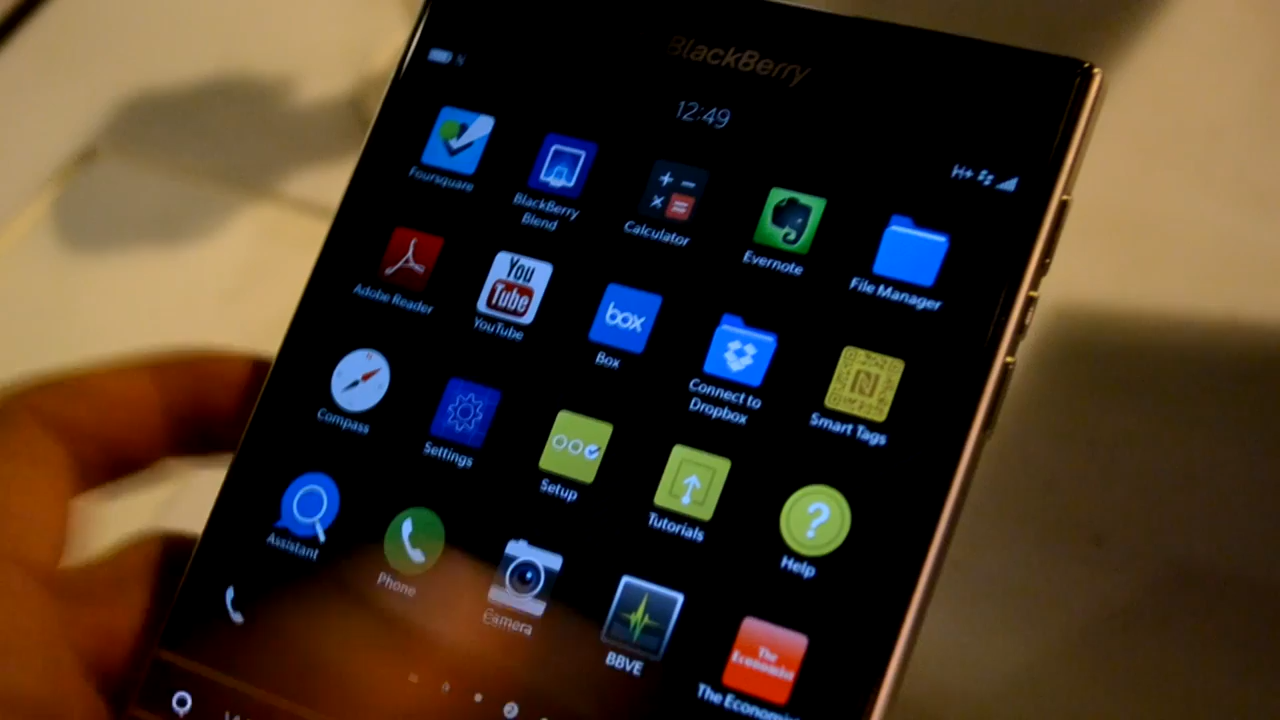 BlackBerry
12:49
H+
Foursquare
BlackBerry
Blend
Calculator
Evernote
File Manager
Adobe Reader
You
Tube
YouTube
box
Box
Connect to
Dropbox
Smart Tags
Compass
Settings
Setup
Tutorials
?
Help
Assistant
Phone
Camera
BBVE
The
Economist
The Economist